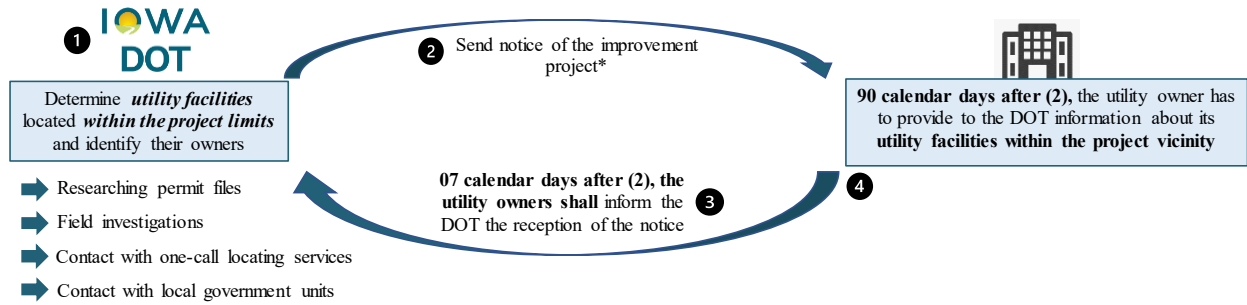 1
IOWA
DOT
Determine utility facilities
located within the project limits
and identify their owners
Researching permit files
Field investigations
Contact with one-call locating services
Contact with local government units
2
Send notice of the improvement
project*
07 calendar days after (2), the
utility owners shall inform the
DOT the reception of the notice
3
90 calendar days after (2), the utility owner has
to provide to the DOT information about its
utility facilities within the project vicinity
4